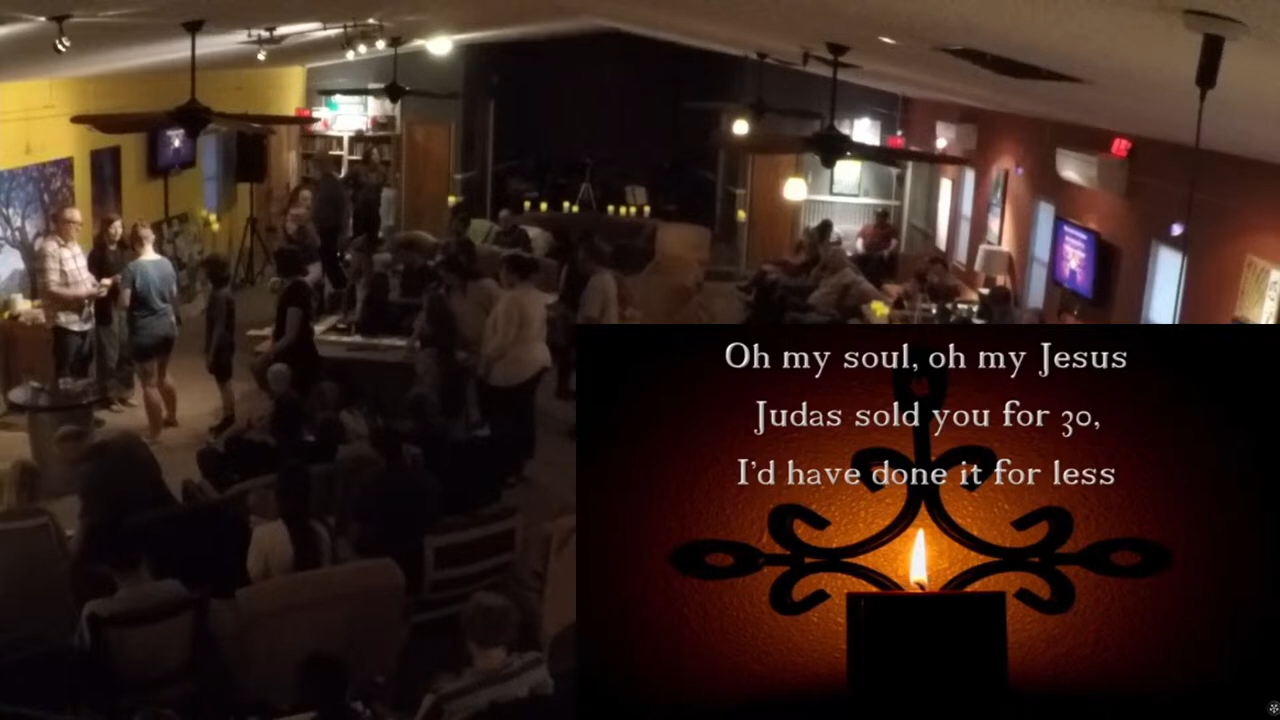 Oh my soul, oh my Jesus
Judas sold you for 30,
I'd have done it for less